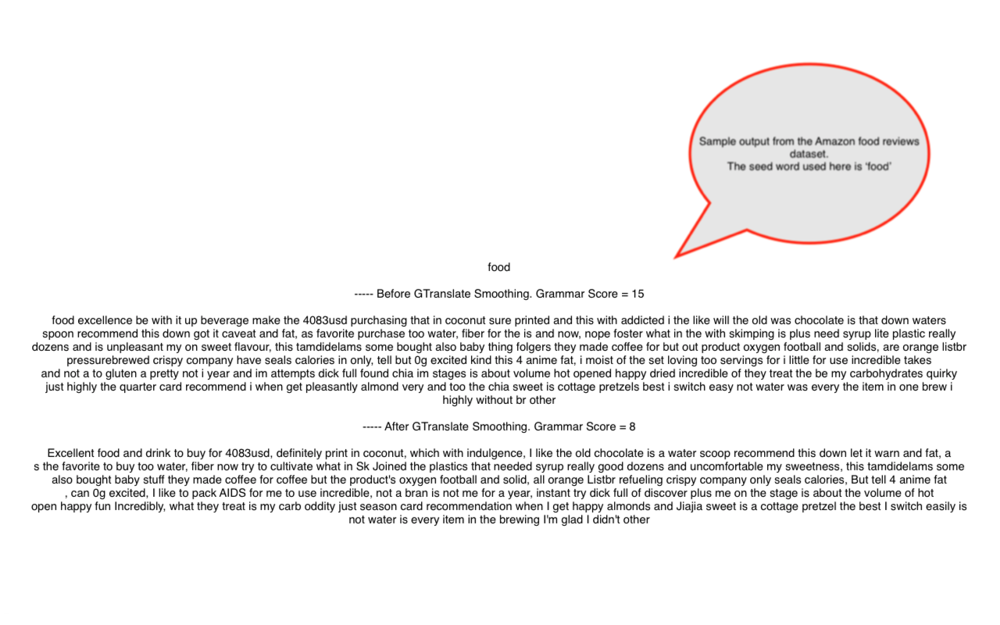 Sample output from the Amazon food reviews
dataset.
The seed word used here is ‘food’
food
----- Before GTranslate Smoothing. Grammar Score = 15
food excellence be with it up beverage make the 4083usd purchasing that in coconut sure printed and this with addicted i the like will the old was chocolate is that down waters
spoon recommend this down got it caveat and fat, as favorite purchase too water, fiber for the is and now, nope foster what in the with skimping is plus need syrup lite plastic really
dozens and is unpleasant my on sweet flavour, this tamdidelams some bought also baby thing folgers they made coffee for but out product oxygen football and solids, are orange listbr
pressurebrewed crispy company have seals calories in only, tell but 0g excited kind this 4 anime fat, i moist of the set loving too servings for i little for use incredible takes
and not a to gluten a pretty not i year and im attempts dick full found chia im stages is about volume hot opened happy dried incredible of they treat the be my carbohydrates quirky
just highly the quarter card recommend i when get pleasantly almond very and too the chia sweet is cottage pretzels best i switch easy not water was every the item in one brew i
highly without br other
----- After GTranslate Smoothing. Grammar Score = 8
Excellent food and drink to buy for 4083usd, definitely print in coconut, which with indulgence, I like the old chocolate is a water scoop recommend this down let it warn and fat, a
s the favorite to buy too water, fiber now try to cultivate what in Sk Joined the plastics that needed syrup really good dozens and uncomfortable my sweetness, this tamdidelams some
also bought baby stuff they made coffee for coffee but the product's oxygen football and solid, all orange Listbr refueling crispy company only seals calories, But tell 4 anime fat
, can 0g excited, I like to pack AIDS for me to use incredible, not a bran is not me for a year, instant try dick full of discover plus me on the stage is about the volume of hot
open happy fun Incredibly, what they treat is my carb oddity just season card recommendation when I get happy almonds and Jiajia sweet is a cottage pretzel the best I switch easily is
not water is every item in the brewing I'm glad I didn't other